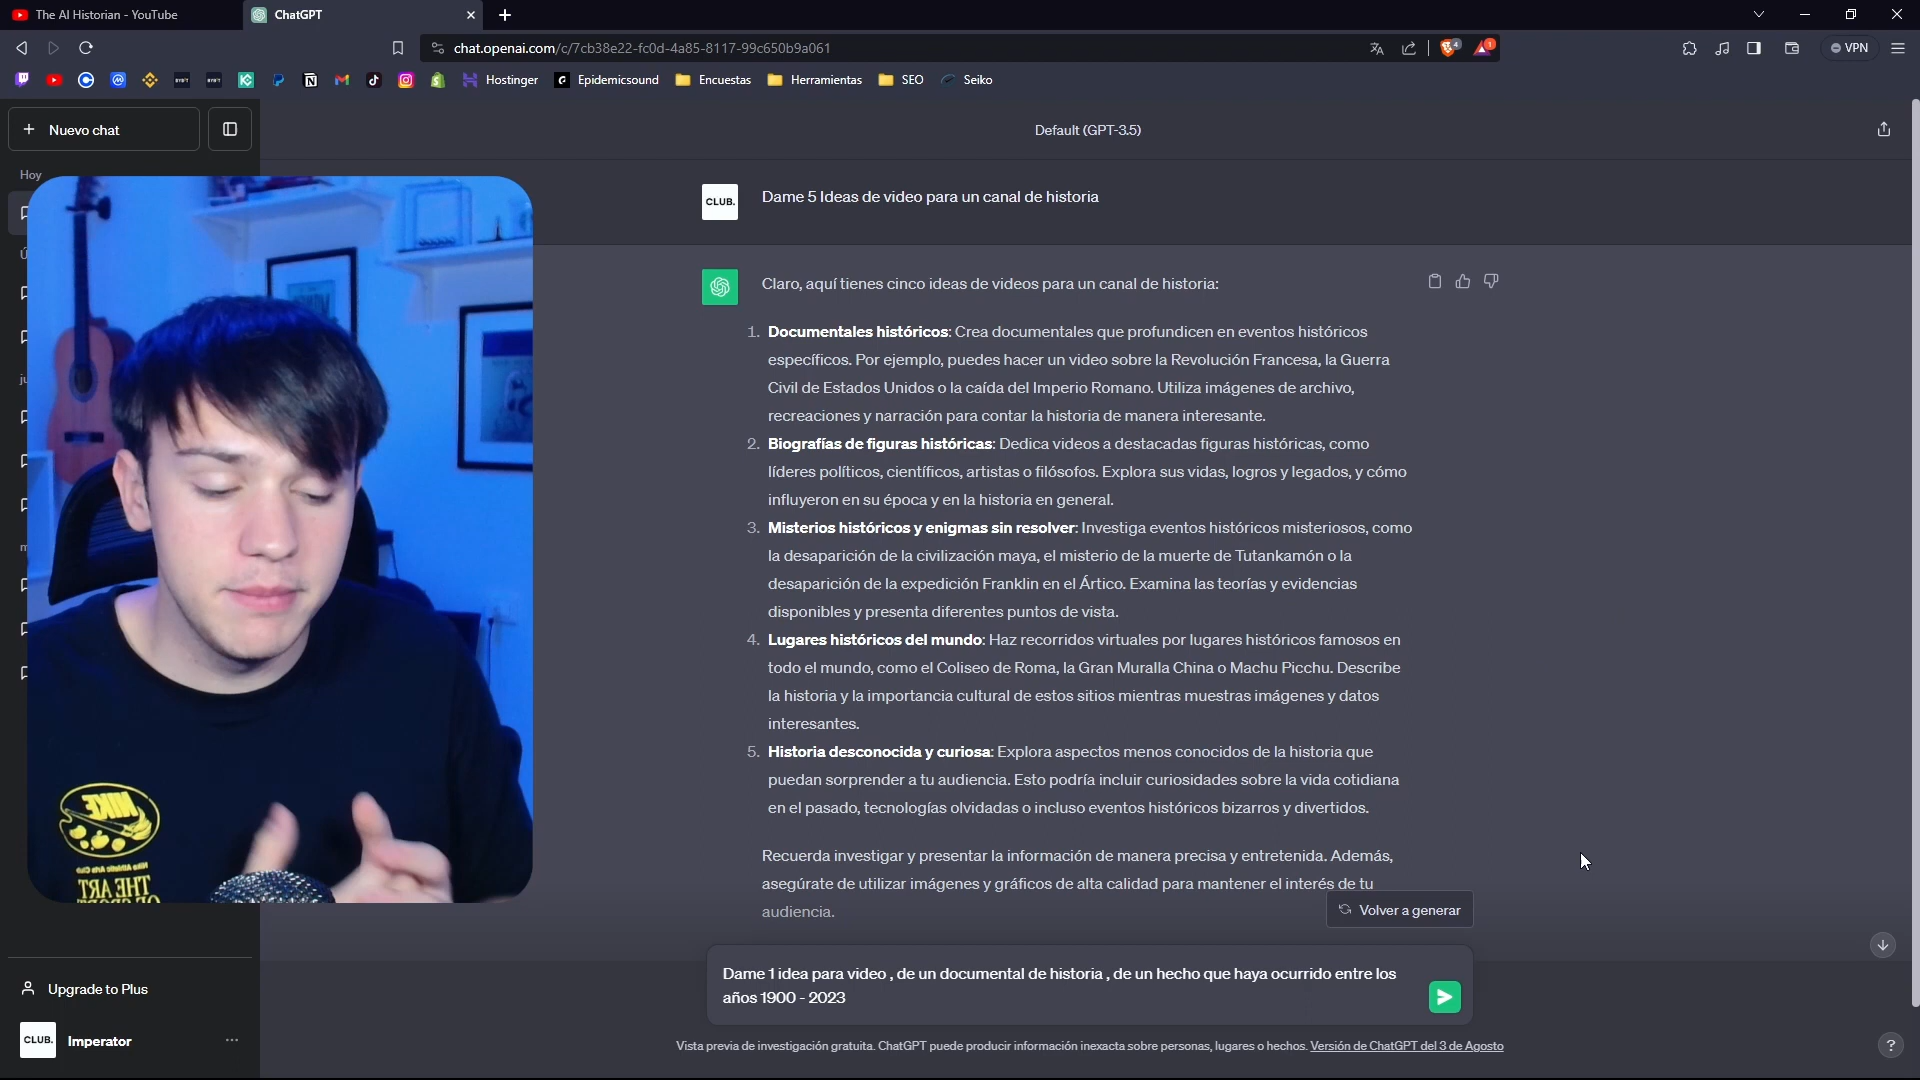 The AI Historian - YouTube
ChatGPT
chat.openai.com/c/7cb38e22-fc0d-4a85-8117-99c650b9a061
4
1
VPN
Hostinger
Epidemicsound
Encuestas
Herramientas
SEO
Seiko
Nuevo chat
Default (GPT-3.5)
Hoy
CLUB.
Dame 5 Ideas de video para un canal de historia
Claro, aquí tienes cinco ideas de videos para un canal de historia:
1. Documentales históricos: Crea documentales que profundicen en eventos históricos
específicos. Por ejemplo, puedes hacer un video sobre la Revolución Francesa, la Guerra
Civil de Estados Unidos o la caída del Imperio Romano. Utiliza imágenes de archivo,
recreaciones y narración para contar la historia de manera interesante.
2. Biografías de figuras históricas: Dedica videos a destacadas figuras históricas, como
líderes políticos, científicos, artistas o filósofos. Explora sus vidas, logros y legados, y cómo
influyeron en su época y en la historia en general.
3. Misterios históricos y enigmas sin resolver: Investiga eventos históricos misteriosos, como
la desaparición de la civilización maya, el misterio de la muerte de Tutankamón o la
desaparición de la expedición Franklin en el Ártico. Examina las teorías y evidencias
disponibles y presenta diferentes puntos de vista.
4. Lugares históricos del mundo: Haz recorridos virtuales por lugares históricos famosos en
todo el mundo, como el Coliseo de Roma, la Gran Muralla China o Machu Picchu. Describe
la historia y la importancia cultural de estos sitios mientras muestras imágenes y datos
interesantes.
5. Historia desconocida y curiosa: Explora aspectos menos conocidos de la historia que
puedan sorprender a tu audiencia. Esto podría incluir curiosidades sobre la vida cotidiana
en el pasado, tecnologías olvidadas o incluso eventos históricos bizarros y divertidos.
Recuerda investigar y presentar la información de manera precisa y entretenida. Además,
asegúrate de utilizar imágenes y gráficos de alta calidad para mantener el interés de tu
audiencia.
Volver a generar
Dame 1 idea para video , de un documental de historia , de un hecho que haya ocurrido entre los
años 1900 - 2023
Vista previa de investigación gratuita. ChatGPT puede producir información inexacta sobre personas, lugares o hechos. Versión de ChatGPT del 3 de Agosto
?
Upgrade to Plus
CLUB.
Imperator
NIKE
THE ART